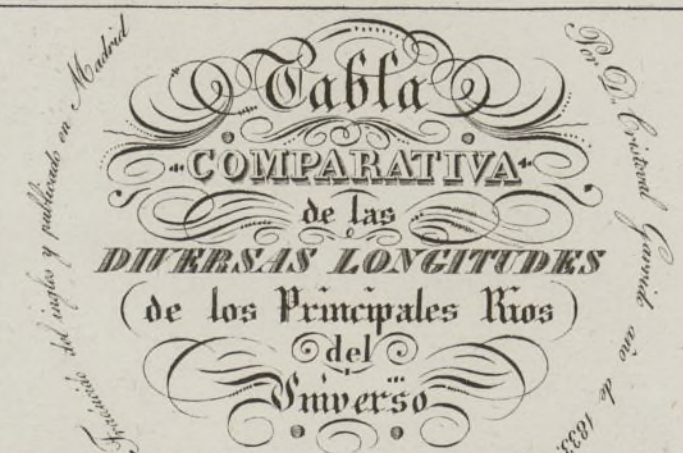 Tabla
COMPARATIVA
de las
DIVERSAS LONGITUDES
(de los Principales Rios)
del
Universo
Traducido del ingles y publicado en Madrid
Por Dn. Cristoval Garrido año de 1833.